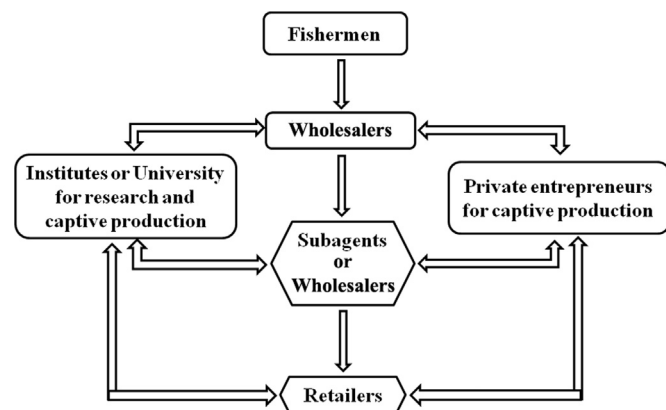 Fishermen
Wholesalers
Institutes or University
for research and
captive production
Private entrepreneurs
for captive production
Subagents
or
Wholesalers
Retailers